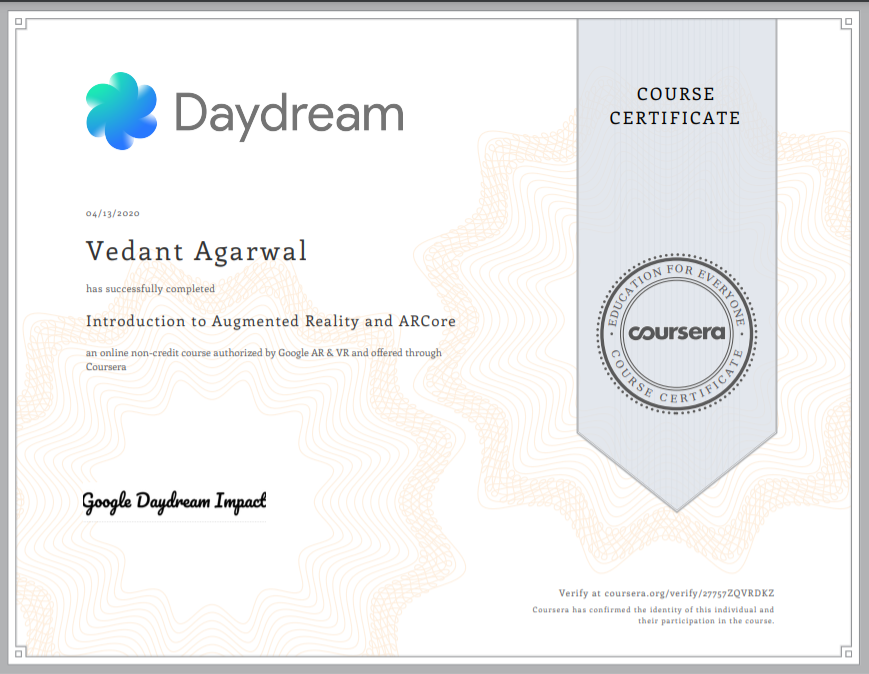 Daydream
COURSE
CERTIFICATE
04/13/2020
Vedant Agarwal
has successfully completed
Introduction to Augmented Reality and ARCore
an online non-credit course authorized by Google AR & VR and offered through
Coursera
EDUCATION FOR EVERYONE
coursera
COURSE CERTIFICATE
Google Daydream Impact
Verify at coursera.org/verify/27757ZQVRDKZ
Coursera has confirmed the identity of this individual and
their participation in the course.